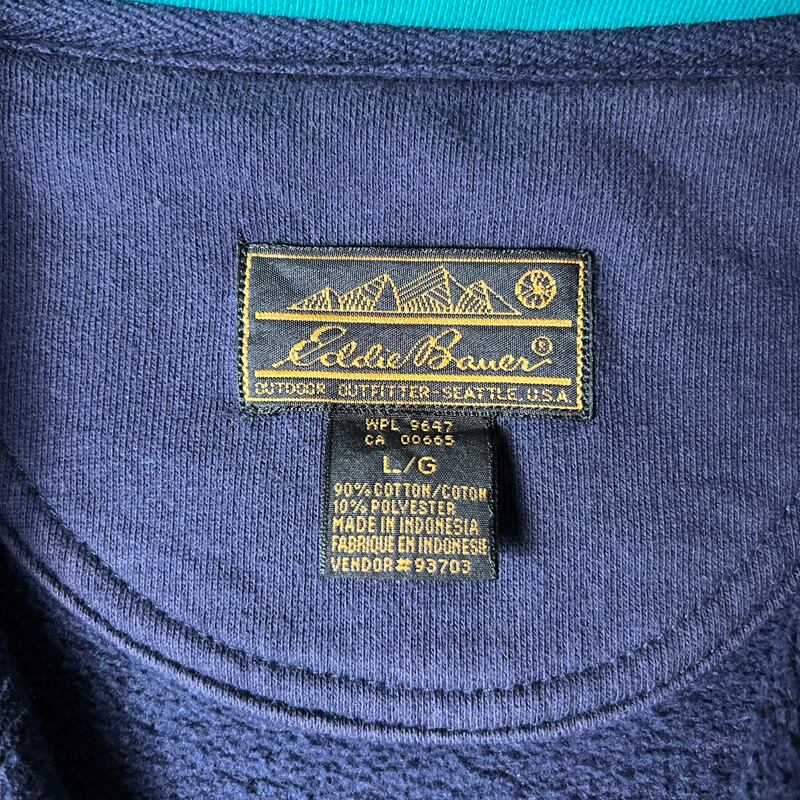 Eddie Bauer®
OUTDOOR OUTFITTER-SEATTLE, U.S.A.
WPL 9647
CA 00665
L/G
90% COTTON/COTON
10% POLYESTER
MADE IN INDONESIA
FABRIQUE EN INDONESIE
VENDOR#93703